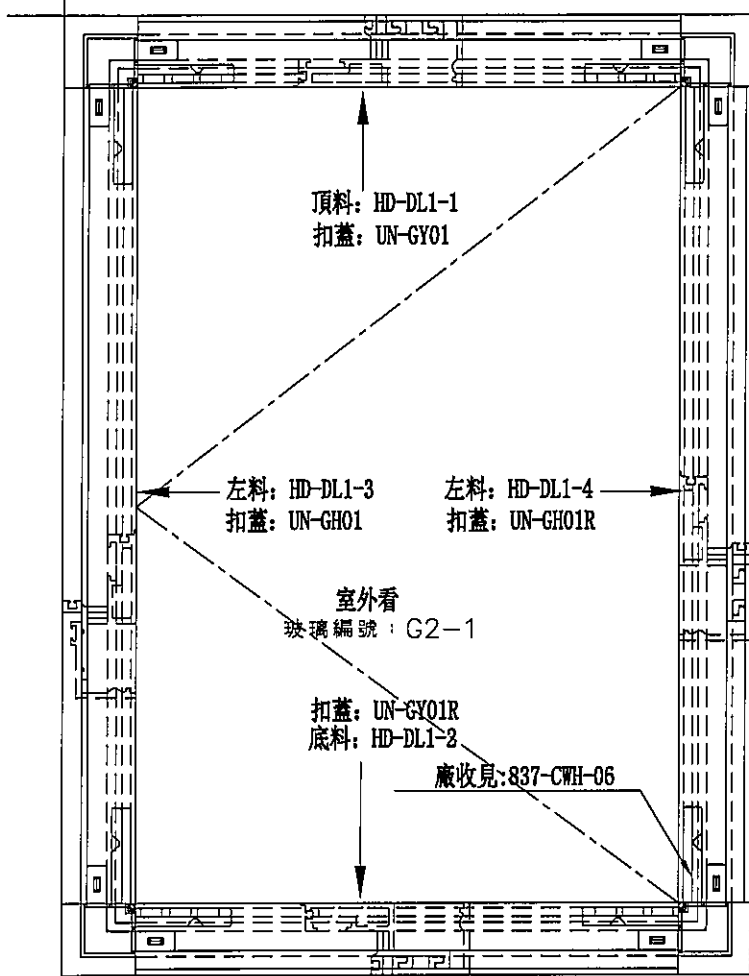 頂料: HD-DL1-1
扣蓋: UN-GY01
左料: HD-DL1-3
扣蓋: UN-GH01
左料: HD-DL1-4
扣蓋: UN-GH01R
室外看
玻璃編號：G2-1
扣蓋: UN-GY01R
底料: HD-DL1-2
廠收見:837-CWH-06